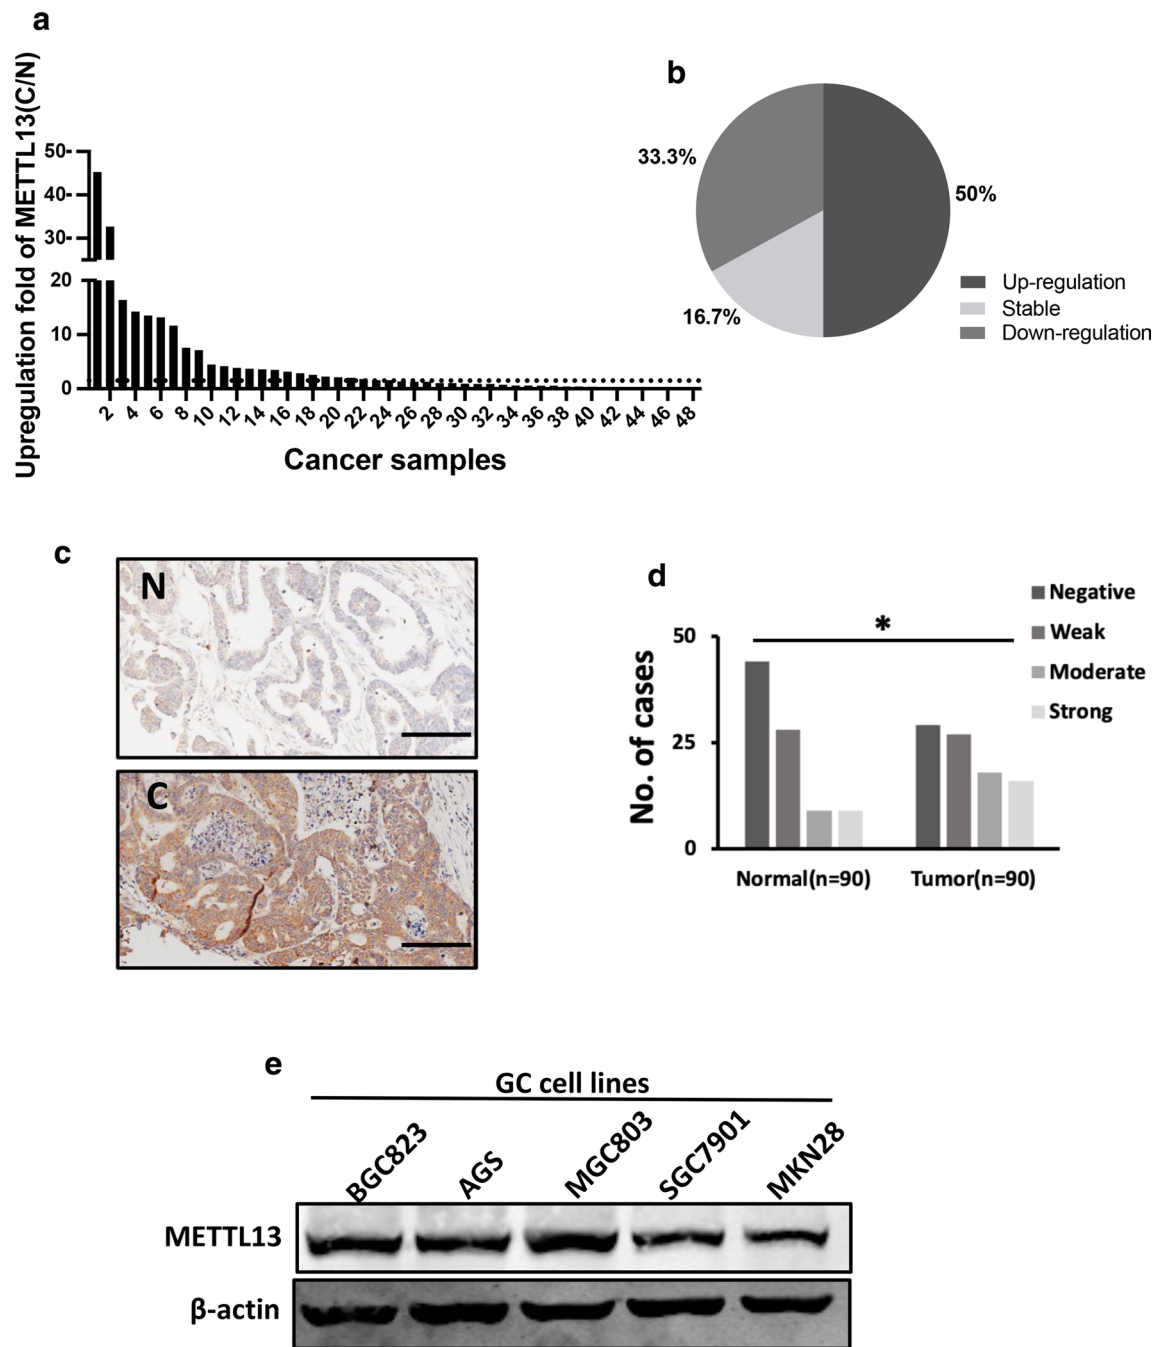 a
Upregulation fold of METTL13(C/N)
50
40
30
20
10
0
2 4 6 8 10 12 14 16 18 20 22 24 26 28 30 32 34 36 38 40 42 44 46 48
Cancer samples
b
33.3%
50%
16.7%
Up-regulation
Stable
Down-regulation
c
N
C
d
No. of cases
50
25
0
*
Negative
Weak
Moderate
Strong
Normal(n=90) Tumor(n=90)
e
GC cell lines
BGC823 AGS MGC803 SGC7901 MKN28
METTL13
β-actin